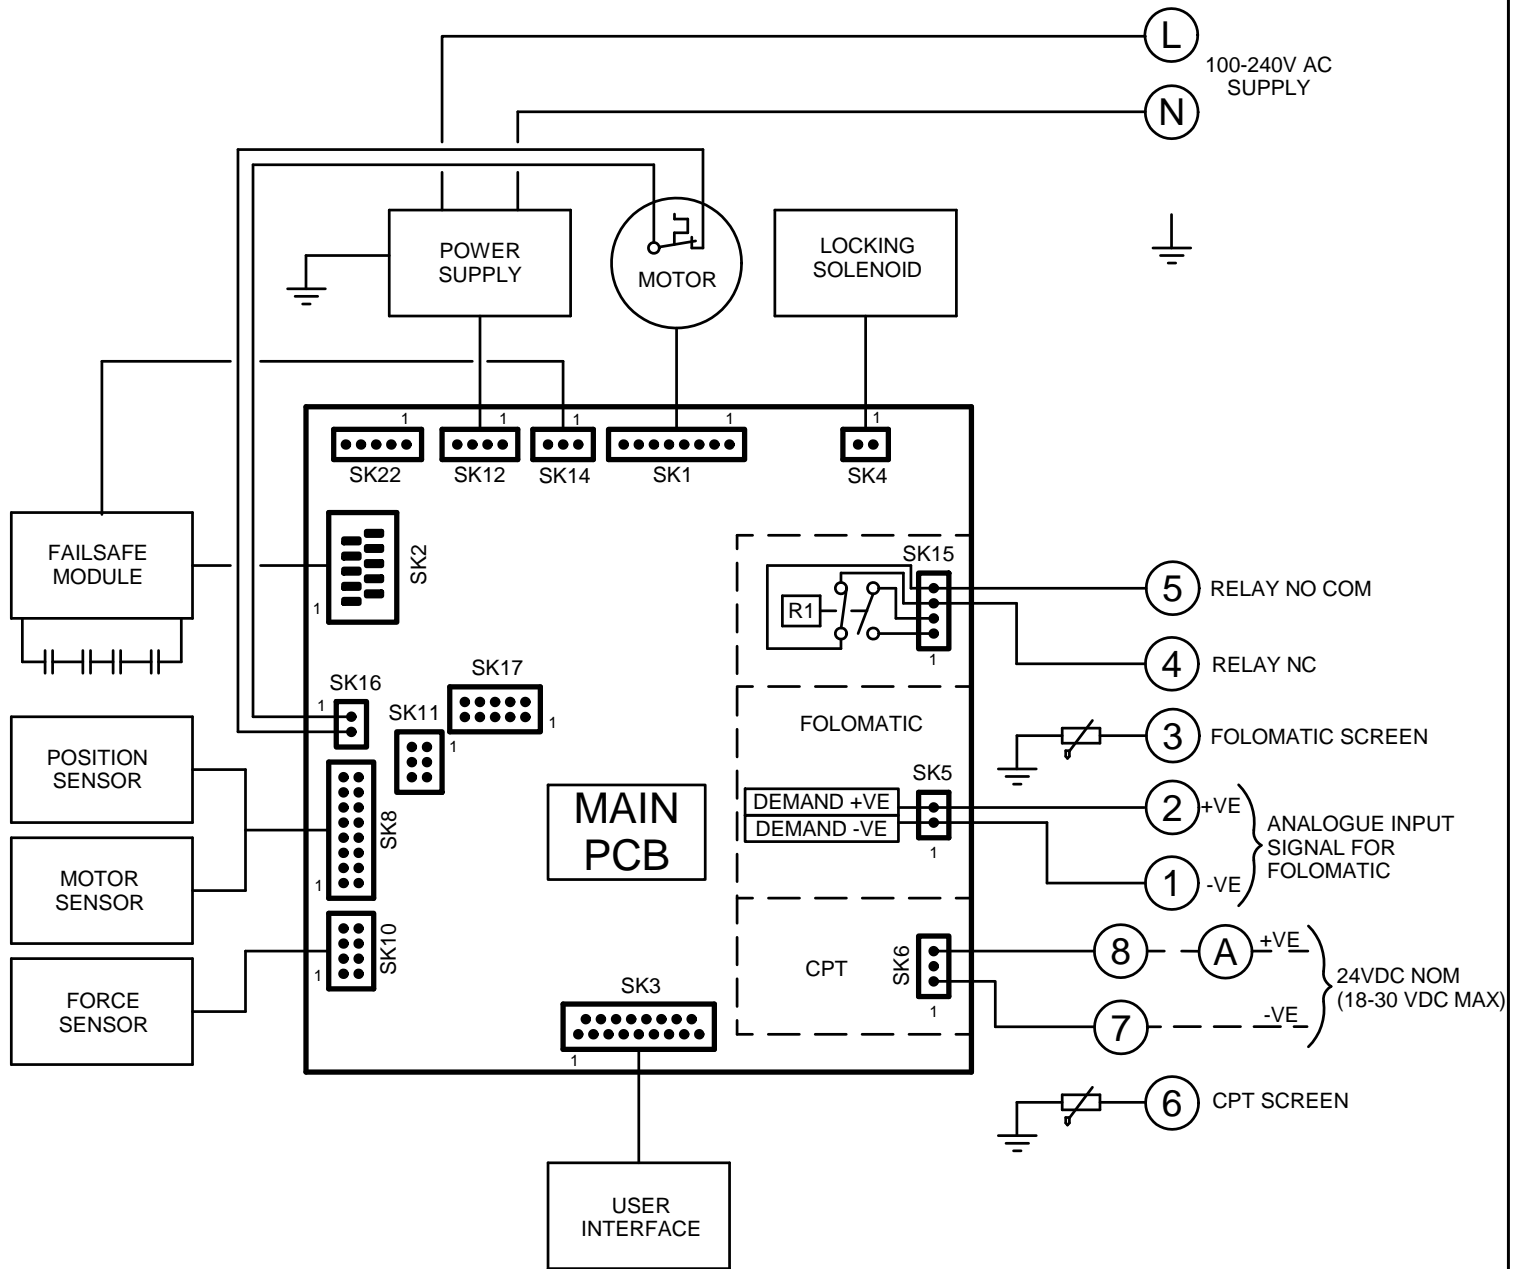 L
100-240V AC
SUPPLY
N
POWER
SUPPLY
MOTOR
LOCKING
SOLENOID
1
1
1
1
1
SK22
SK12
SK14
SK1
SK4
FAILSAFE
MODULE
SK2
1
SK15
R1
1
5
RELAY NO COM
4
RELAY NC
SK16
1
SK17
1
SK11
1
FOLOMATIC
3
FOLOMATIC SCREEN
POSITION
SENSOR
MOTOR
SENSOR
SK8
1
MAIN
PCB
SK5
DEMAND +VE
DEMAND -VE
1
2
+VE
1
-VE
ANALOGUE INPUT
SIGNAL FOR
FOLOMATIC
FORCE
SENSOR
SK10
1
CPT
SK6
1
8
A
+VE
7
-VE
24VDC NOM
(18-30 VDC MAX)
SK3
1
6
CPT SCREEN
USER
INTERFACE